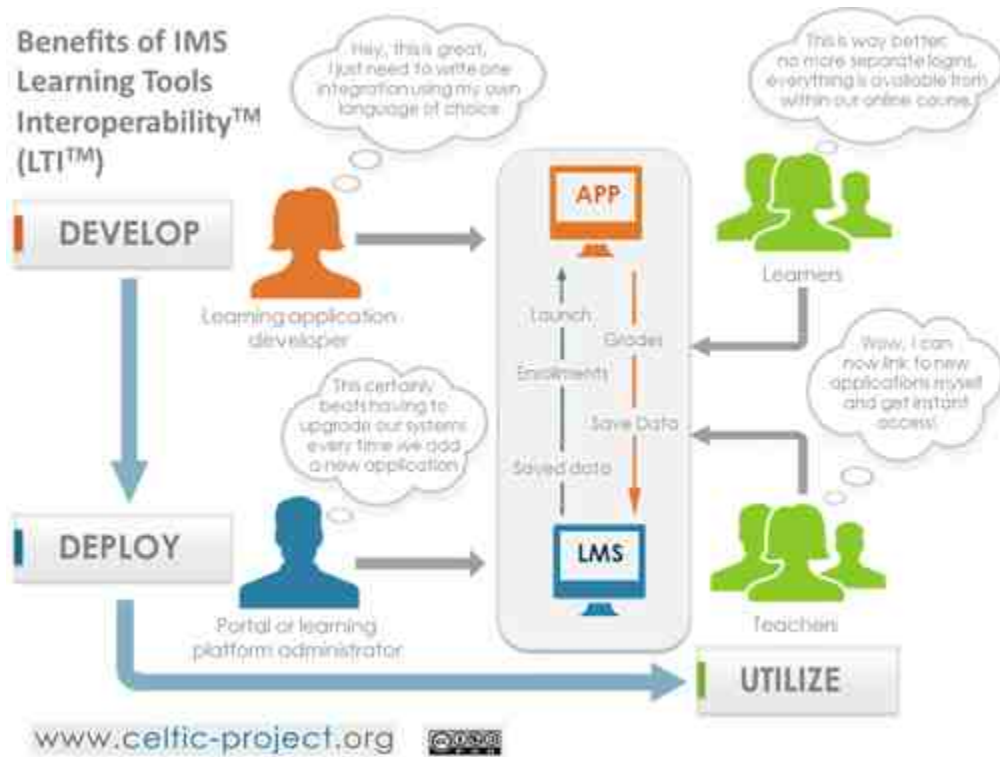 Benefits of IMS
Learning Tools
Interoperability™
(LTI™)
Hey, this is great,
I just need to write one
integration using my own
language of choice
This is way better,
no more separate logins,
everything is available from
within our online course.
DEVELOP
APP
Learning application
developer
Learners
Launch
Grades
Enrollments
Save Data
Saved data
This certainly
beats having to
upgrade our systems
every time we add
a new application
Wow, I can
now link to new
applications myself
and get instant
access!
DEPLOY
LMS
Portal or learning
platform administrator
Teachers
UTILIZE
www.celtic-project.org